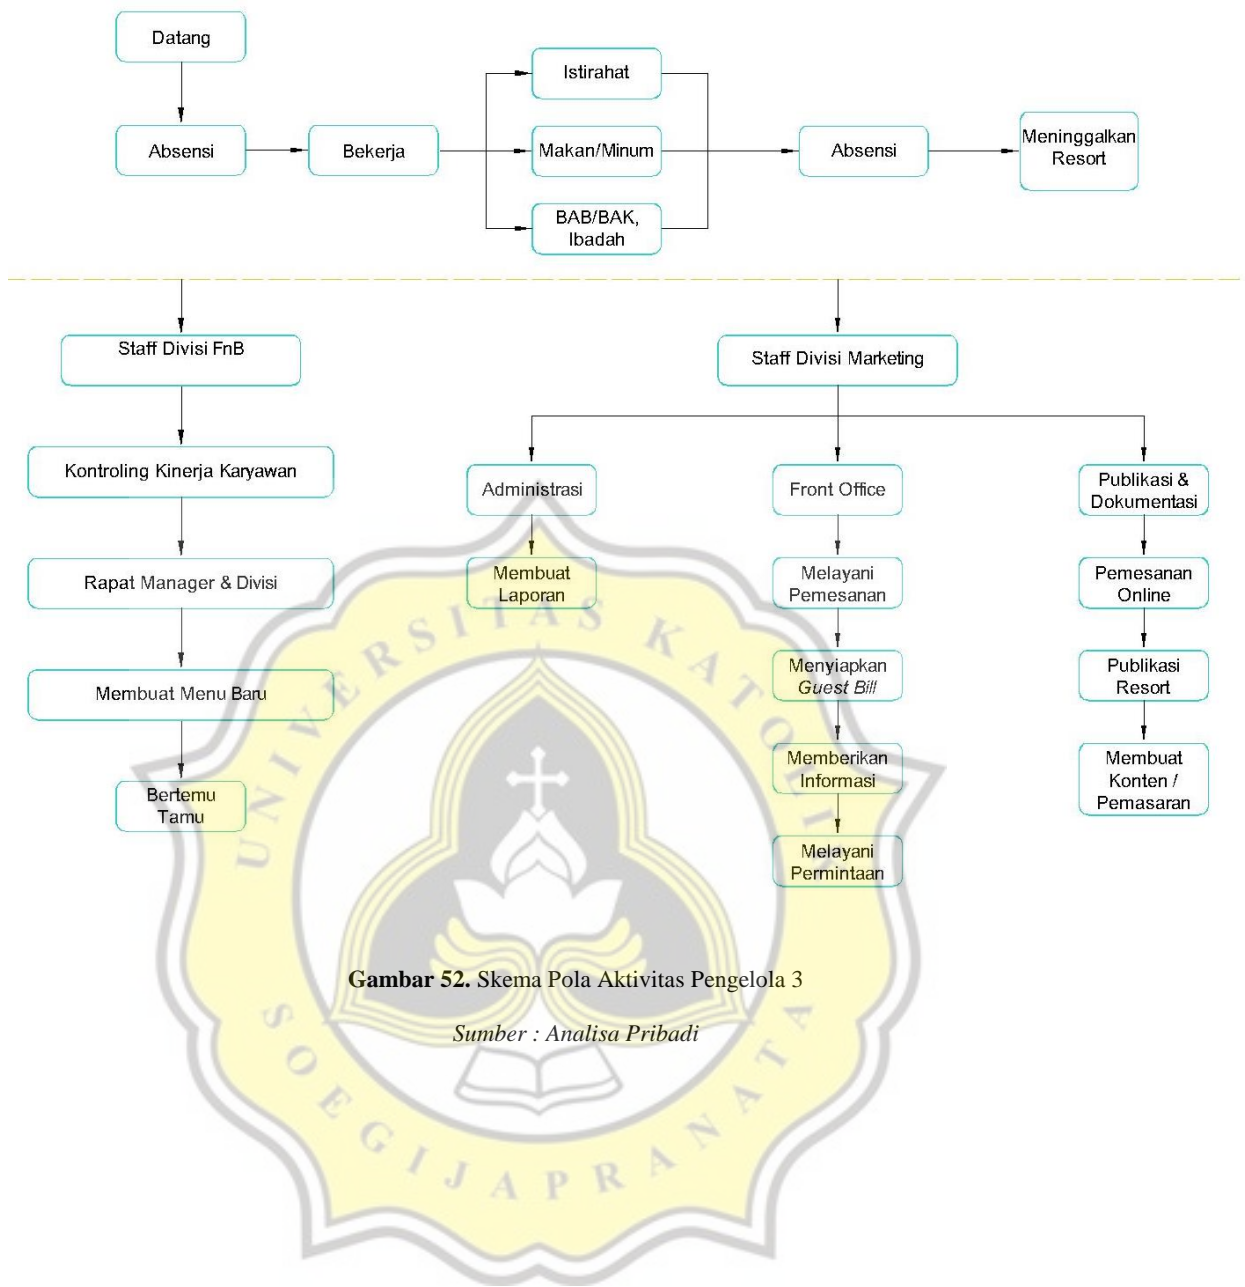 Datang
Istirahat
Absensi
Bekerja
Makan/Minum
Absensi
Meninggalkan
Resort
BAB/BAK,
Ibadah
Staff Divisi FnB
Staff Divisi Marketing
Kontroling Kinerja Karyawan
Rapat Manager & Divisi
Membuat Menu Baru
Bertemu
Tamu
Administrasi
Membuat
Laporan
Front Office
Melayani
Pemesanan
Menyiapkan
Guest Bill
Memberikan
Informasi
Melayani
Permintaan
Publikasi &
Dokumentasi
Pemesanan
Online
Publikasi
Resort
Membuat
Konten /
Pemasaran
UNIVERSITAS KATOLIK
SOEGIJAPRANATA
Gambar 52. Skema Pola Aktivitas Pengelola 3
Sumber : Analisa Pribadi